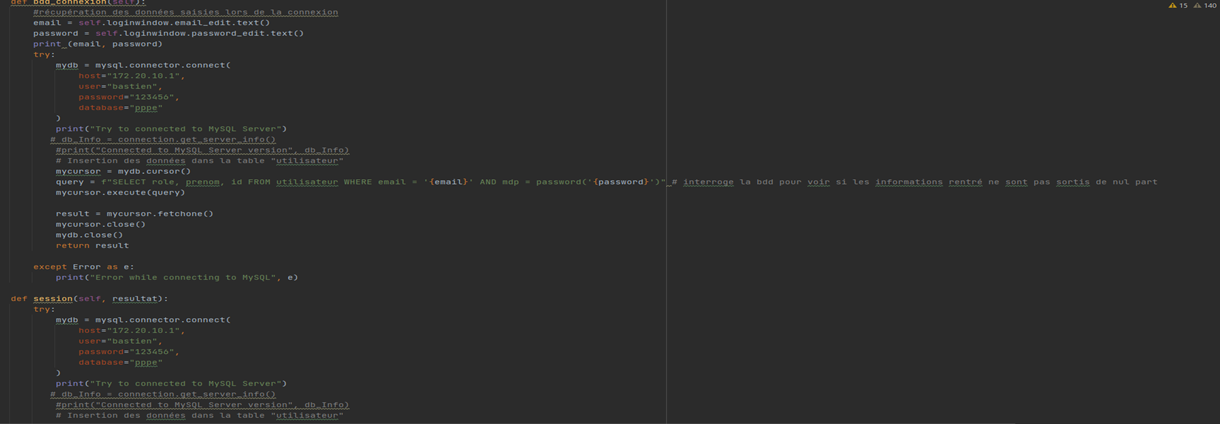 def bdd_connexion(self):
#récupération des données saisies lors de la connexion
email = self.loginwindow.email_edit.text()
password = self.loginwindow.password_edit.text()
print (email, password)
try:
mydb = mysql.connector.connect(
host="172.20.10.1",
user="bastien",
password="123456",
database="pppe"
)
print("Try to connected to MySQL Server")
# db_Info = connection.get_server_info()
#print("Connected to MySQL Server version", db_Info)
# Insertion des données dans la table "utilisateur"
mycursor = mydb.cursor()
query = f"SELECT role, prenom, id FROM utilisateur WHERE email = '{email}' AND mdp = password('{password}')" # interroge la bdd pour voir si les informations rentré ne sont pas sortis de nul part
mycursor.execute(query)
result = mycursor.fetchone()
mycursor.close()
mydb.close()
return result
except Error as e:
print("Error while connecting to MySQL", e)
def session(self, resultat):
try:
mydb = mysql.connector.connect(
host="172.20.10.1",
user="bastien",
password="123456",
database="pppe"
)
print("Try to connected to MySQL Server")
# db_Info = connection.get_server_info()
#print("Connected to MySQL Server version", db_Info)
# Insertion des données dans la table "utilisateur"
15 140